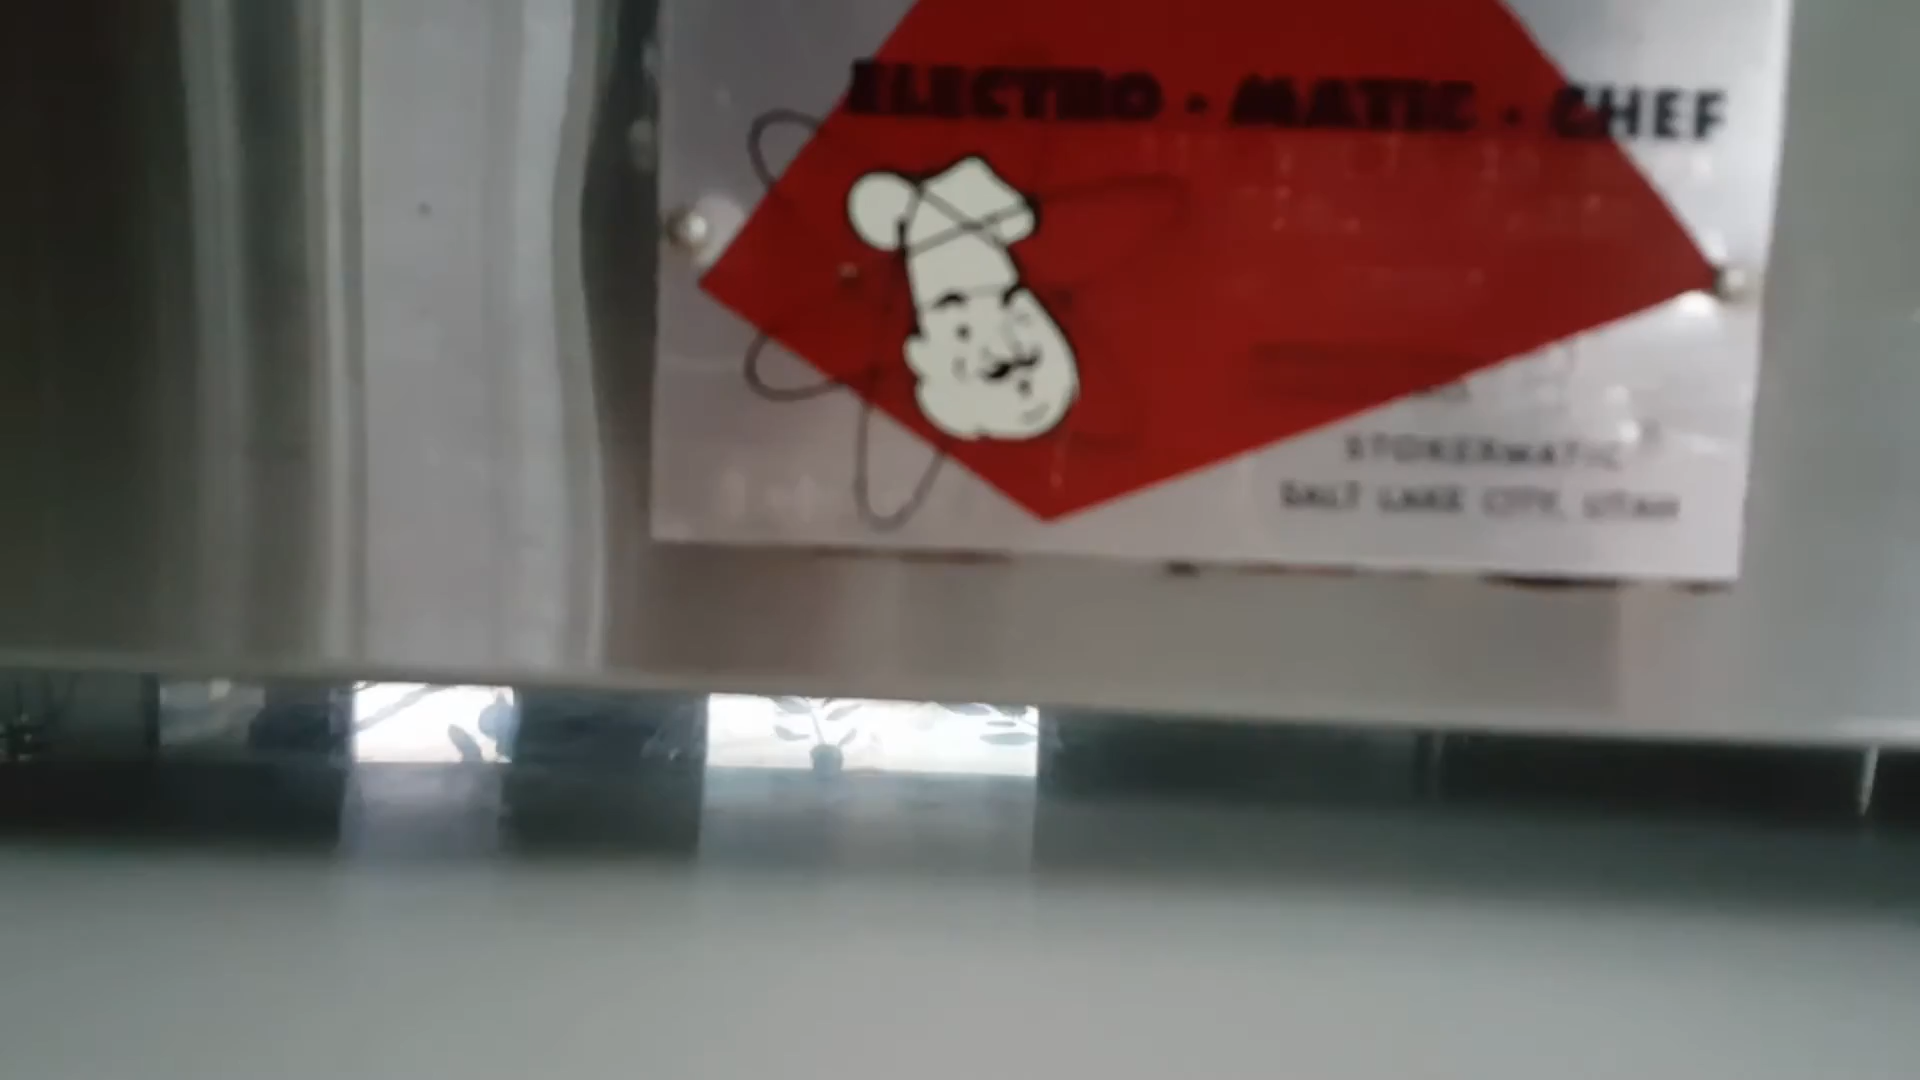 ELECTRO · MATIC · CHEF
STOKERMATIC
SALT LAKE CITY, UTAH